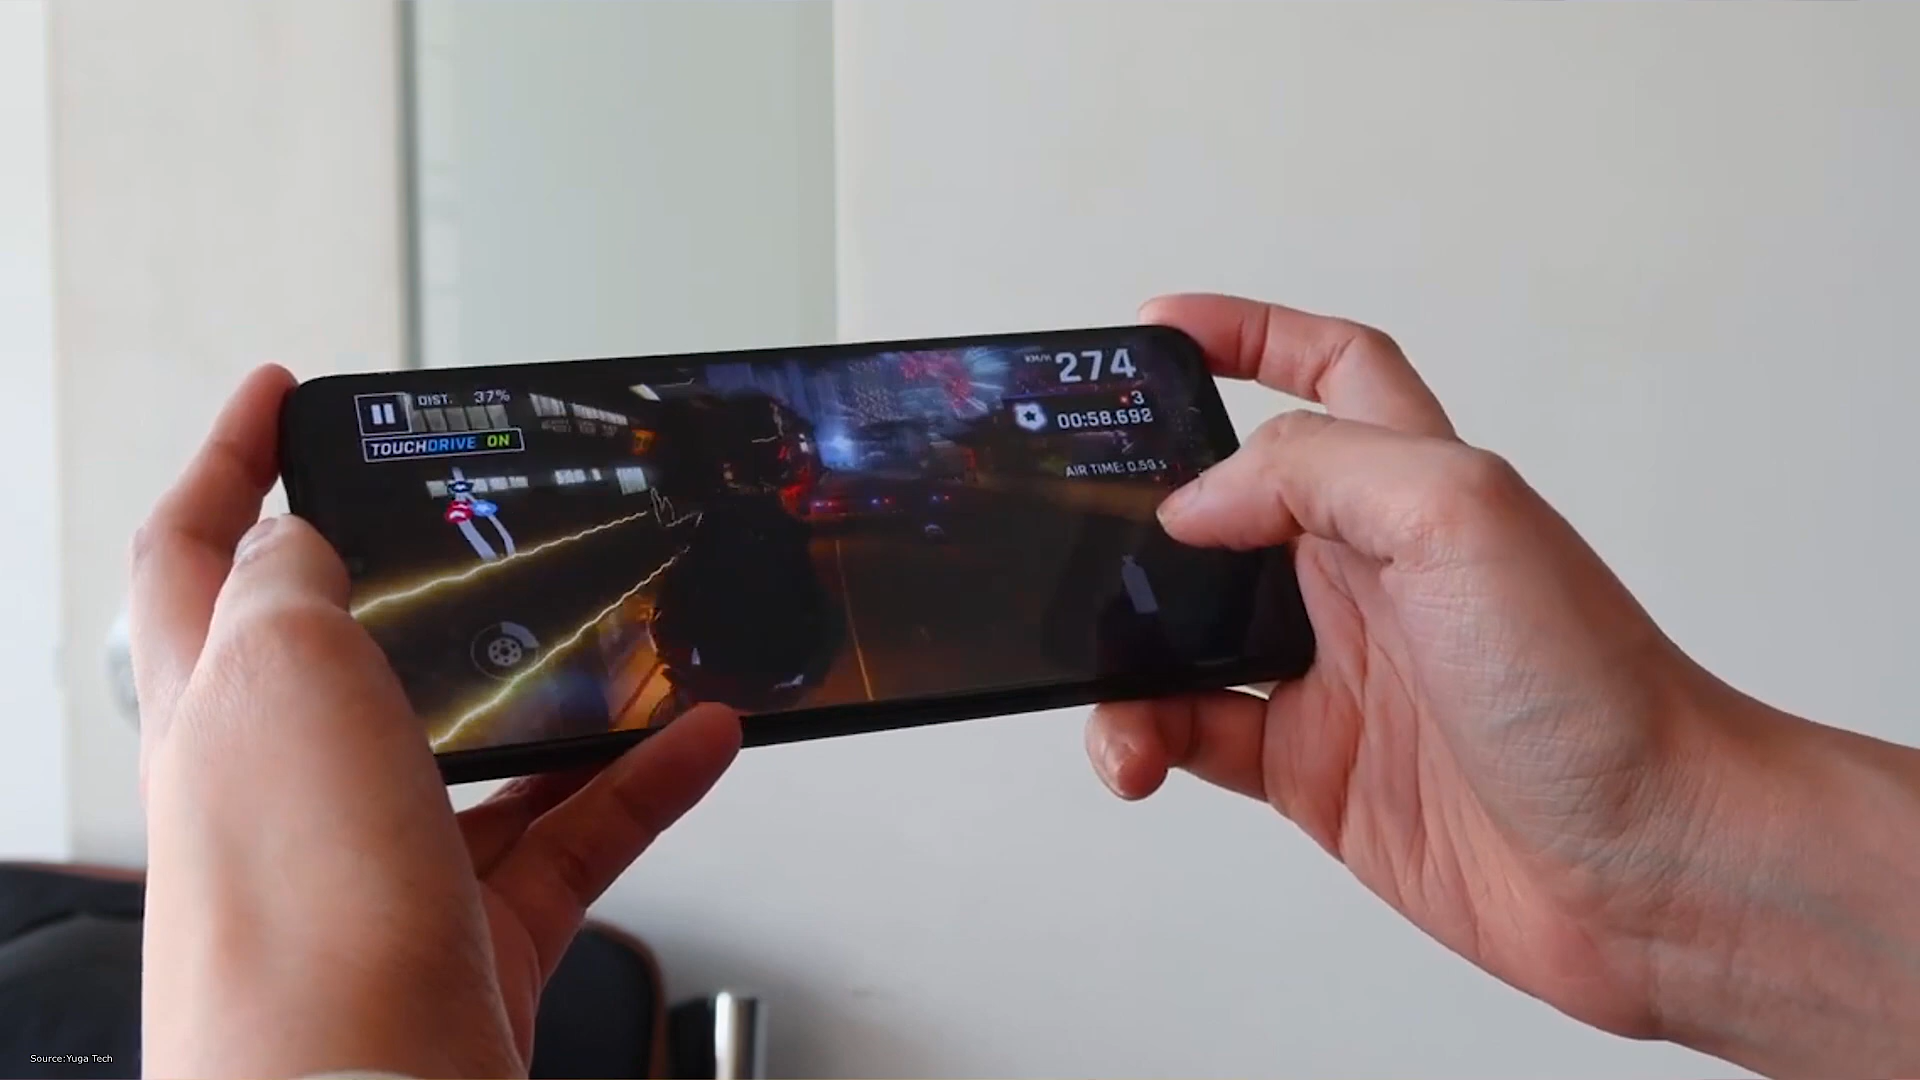 DIST. 37%
TOUCHDRIVE ON
KM/H 274
3
00:58.692
AIR TIME: 0.59 s
Source:Yuga Tech